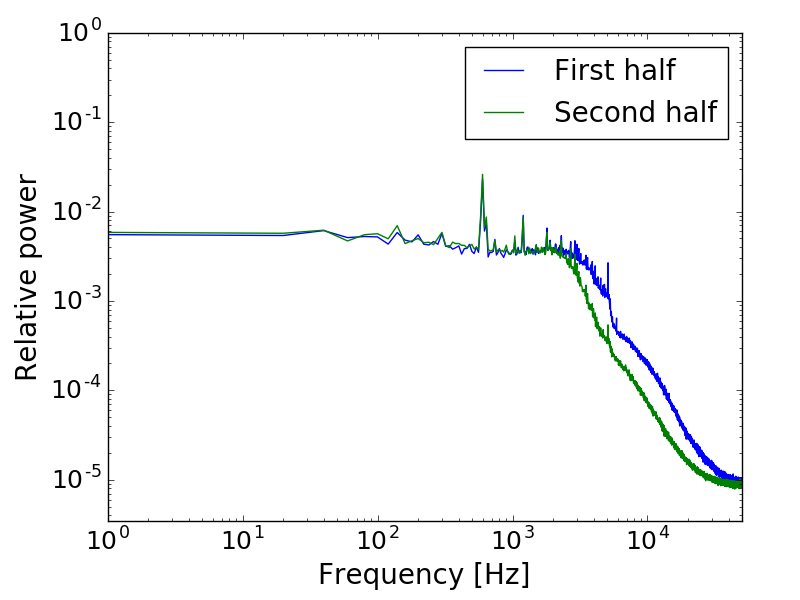 10^0
10^-1
10^-2
10^-3
10^-4
10^-5
Relative power
First half
Second half
10^0 10^1 10^2 10^3 10^4
Frequency [Hz]